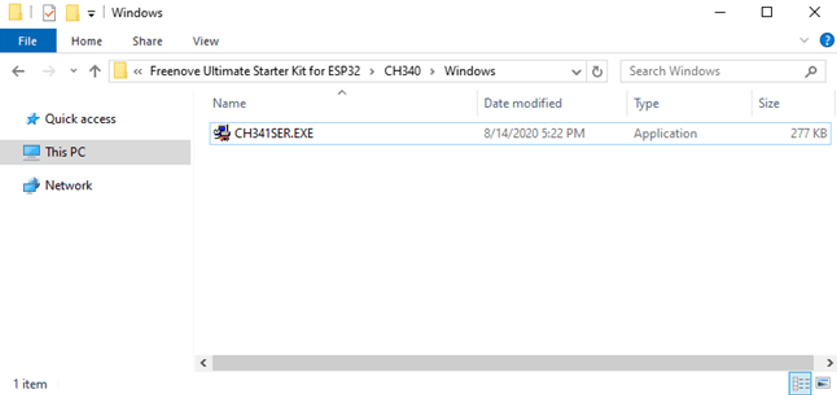 Windows
File Home Share View
« Freenove Ultimate Starter Kit for ESP32 > CH340 > Windows Search Windows
Name Date modified Type Size
Quick access
CH341SER.EXE 8/14/2020 5:22 PM Application 277 KB
This PC
Network
1 item